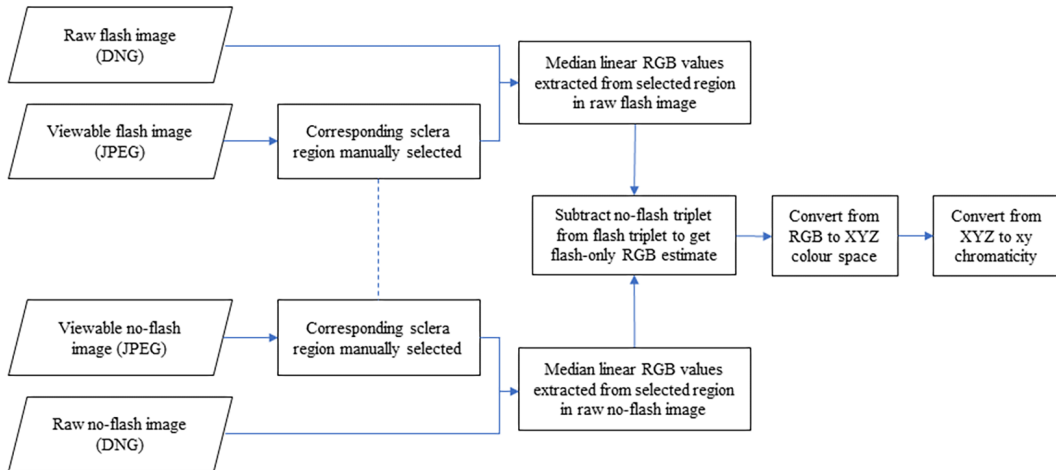 Raw flash image
(DNG)
Viewable flash image
(JPEG)
Corresponding sclera
region manually selected
Median linear RGB values
extracted from selected region
in raw flash image
Subtract no-flash triplet
from flash triplet to get
flash-only RGB estimate
Convert from
RGB to XYZ
colour space
Convert from
XYZ to xy
chromaticity
Viewable no-flash
image (JPEG)
Corresponding sclera
region manually selected
Median linear RGB values
extracted from selected region
in raw no-flash image
Raw no-flash image
(DNG)